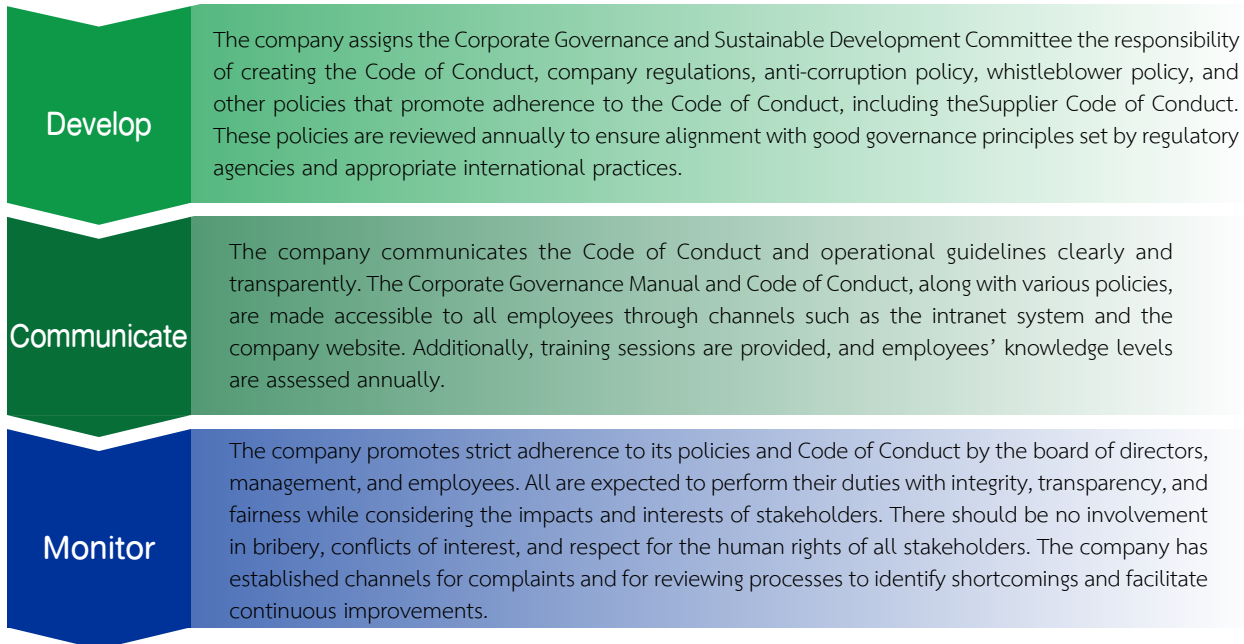 Develop
The company assigns the Corporate Governance and Sustainable Development Committee the responsibility
of creating the Code of Conduct, company regulations, anti-corruption policy, whistleblower policy, and
other policies that promote adherence to the Code of Conduct, including theSupplier Code of Conduct.
These policies are reviewed annually to ensure alignment with good governance principles set by regulatory
agencies and appropriate international practices.
Communicate
The company communicates the Code of Conduct and operational guidelines clearly and
transparently. The Corporate Governance Manual and Code of Conduct, along with various policies,
are made accessible to all employees through channels such as the intranet system and the
company website. Additionally, training sessions are provided, and employees’ knowledge levels
are assessed annually.
Monitor
The company promotes strict adherence to its policies and Code of Conduct by the board of directors,
management, and employees. All are expected to perform their duties with integrity, transparency, and
fairness while considering the impacts and interests of stakeholders. There should be no involvement
in bribery, conflicts of interest, and respect for the human rights of all stakeholders. The company has
established channels for complaints and for reviewing processes to identify shortcomings and facilitate
continuous improvements.